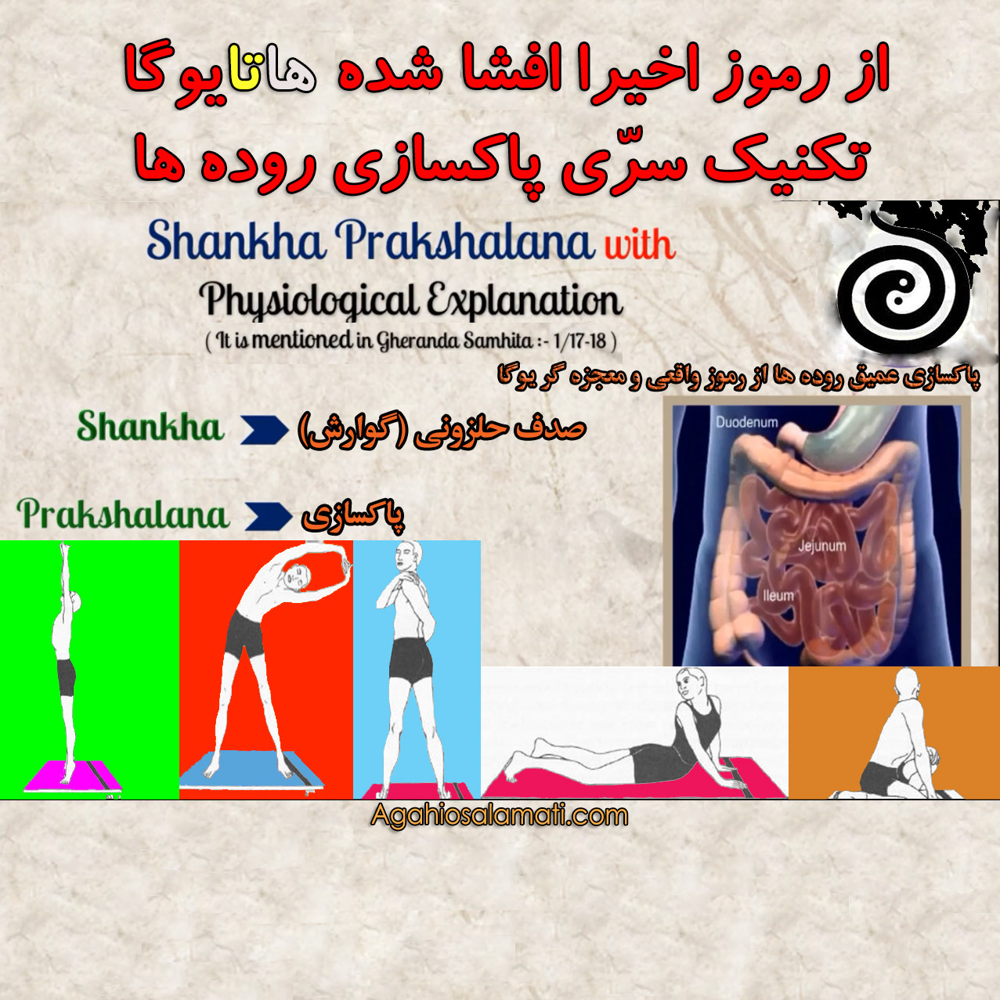 از رموز اخیرا افشا شده هاتایوگا
تکنیک سرّی پاکسازی روده ها
Shankha Prakshalana with
Physiological Explanation
( It is mentioned in Gheranda Samhita :- 1/17-18 )
پاکسازی عمیق روده ها از رموز واقعی و معجزه گر یوگا
Shankha صدف حلزونی (گوارش)
Prakshalana پاکسازی
Duodenum
Jejunum
Ileum
Agahiosalamati.com